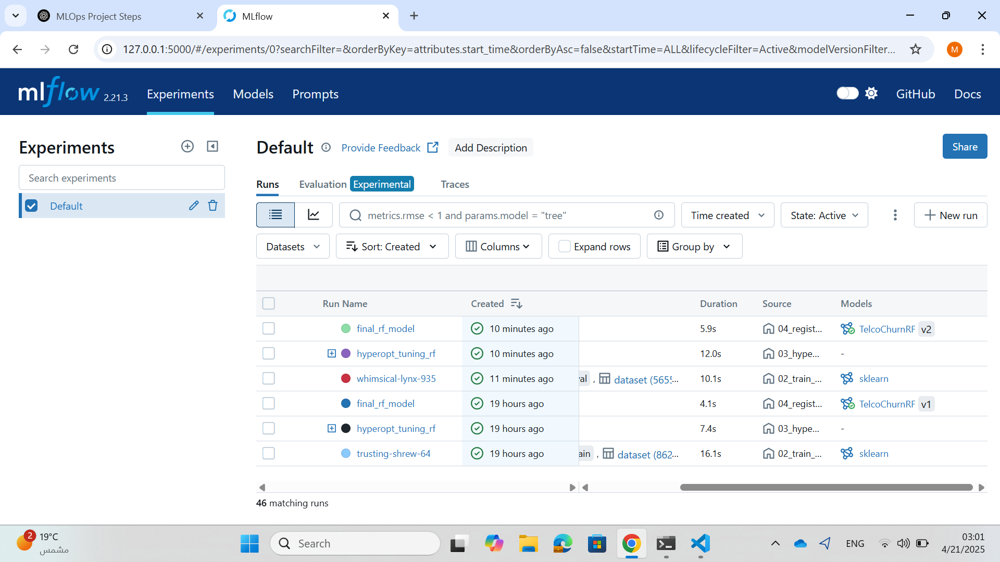 MLOps Project Steps
MLflow
127.0.0.1:5000/#/experiments/0?searchFilter=&orderByKey=attributes.start_time&orderByAsc=false&startTime=ALL&lifecycleFilter=Active&modelVersionFilter...
M
mlflow 2.21.3
Experiments
Models
Prompts
GitHub
Docs
Experiments
Search experiments
Default
Default
Provide Feedback
Add Description
Share
Runs
Evaluation Experimental
Traces
metrics.rmse < 1 and params.model = "tree"
Time created
State: Active
New run
Datasets
Sort: Created
Columns
Expand rows
Group by
Run Name Created Duration Source Models
final_rf_model 10 minutes ago 5.9s 04_regist... TelcoChurnRF v2
hyperopt_tuning_rf 10 minutes ago 12.0s 03_hype... -
whimsical-lynx-935 11 minutes ago al , dataset (565... 10.1s 02_train_... sklearn
final_rf_model 19 hours ago 4.1s 04_regist... TelcoChurnRF v1
hyperopt_tuning_rf 19 hours ago 7.4s 03_hype... -
trusting-shrew-64 19 hours ago ain , dataset (862... 16.1s 02_train_... sklearn
46 matching runs
2
19°C
مشمس
Search
ENG
03:01
4/21/2025